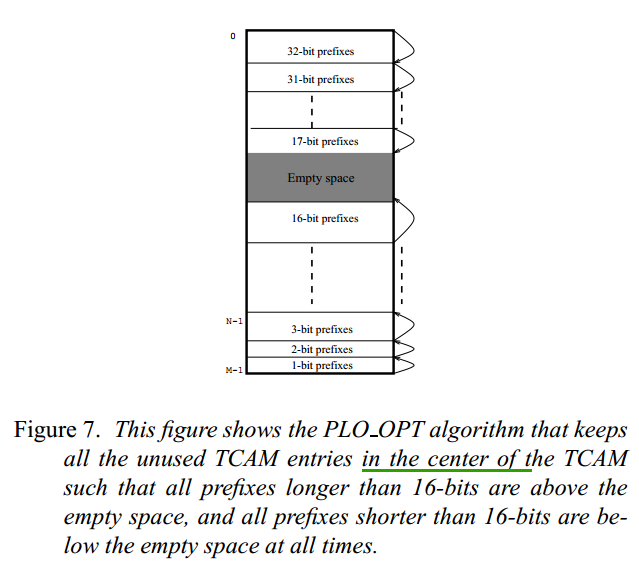 0
32-bit prefixes
31-bit prefixes
17-bit prefixes
Empty space
16-bit prefixes
N-1
3-bit prefixes
2-bit prefixes
1-bit prefixes
M-1
Figure 7. This figure shows the PLO_OPT algorithm that keeps
all the unused TCAM entries in the center of the TCAM
such that all prefixes longer than 16-bits are above the
empty space, and all prefixes shorter than 16-bits are be-
low the empty space at all times.